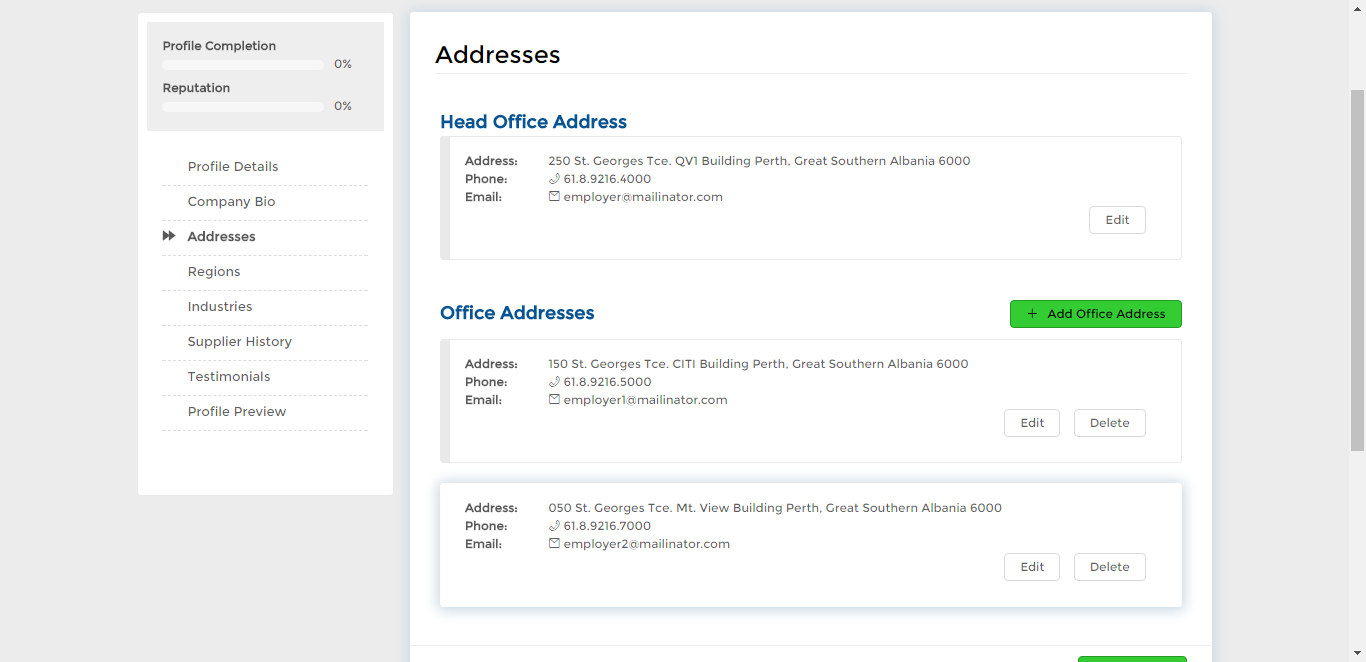 Profile Completion
0%
Reputation
0%
Profile Details
Company Bio
Addresses
Regions
Industries
Supplier History
Testimonials
Profile Preview
Addresses
Head Office Address
Address: 250 St. Georges Tce. QV1 Building Perth, Great Southern Albania 6000
Phone: 61.8.9216.4000
Email: employer@mailinator.com
Edit
Office Addresses
+ Add Office Address
Address: 150 St. Georges Tce. CITI Building Perth, Great Southern Albania 6000
Phone: 61.8.9216.5000
Email: employer1@mailinator.com
Edit Delete
Address: 050 St. Georges Tce. Mt. View Building Perth, Great Southern Albania 6000
Phone: 61.8.9216.7000
Email: employer2@mailinator.com
Edit Delete